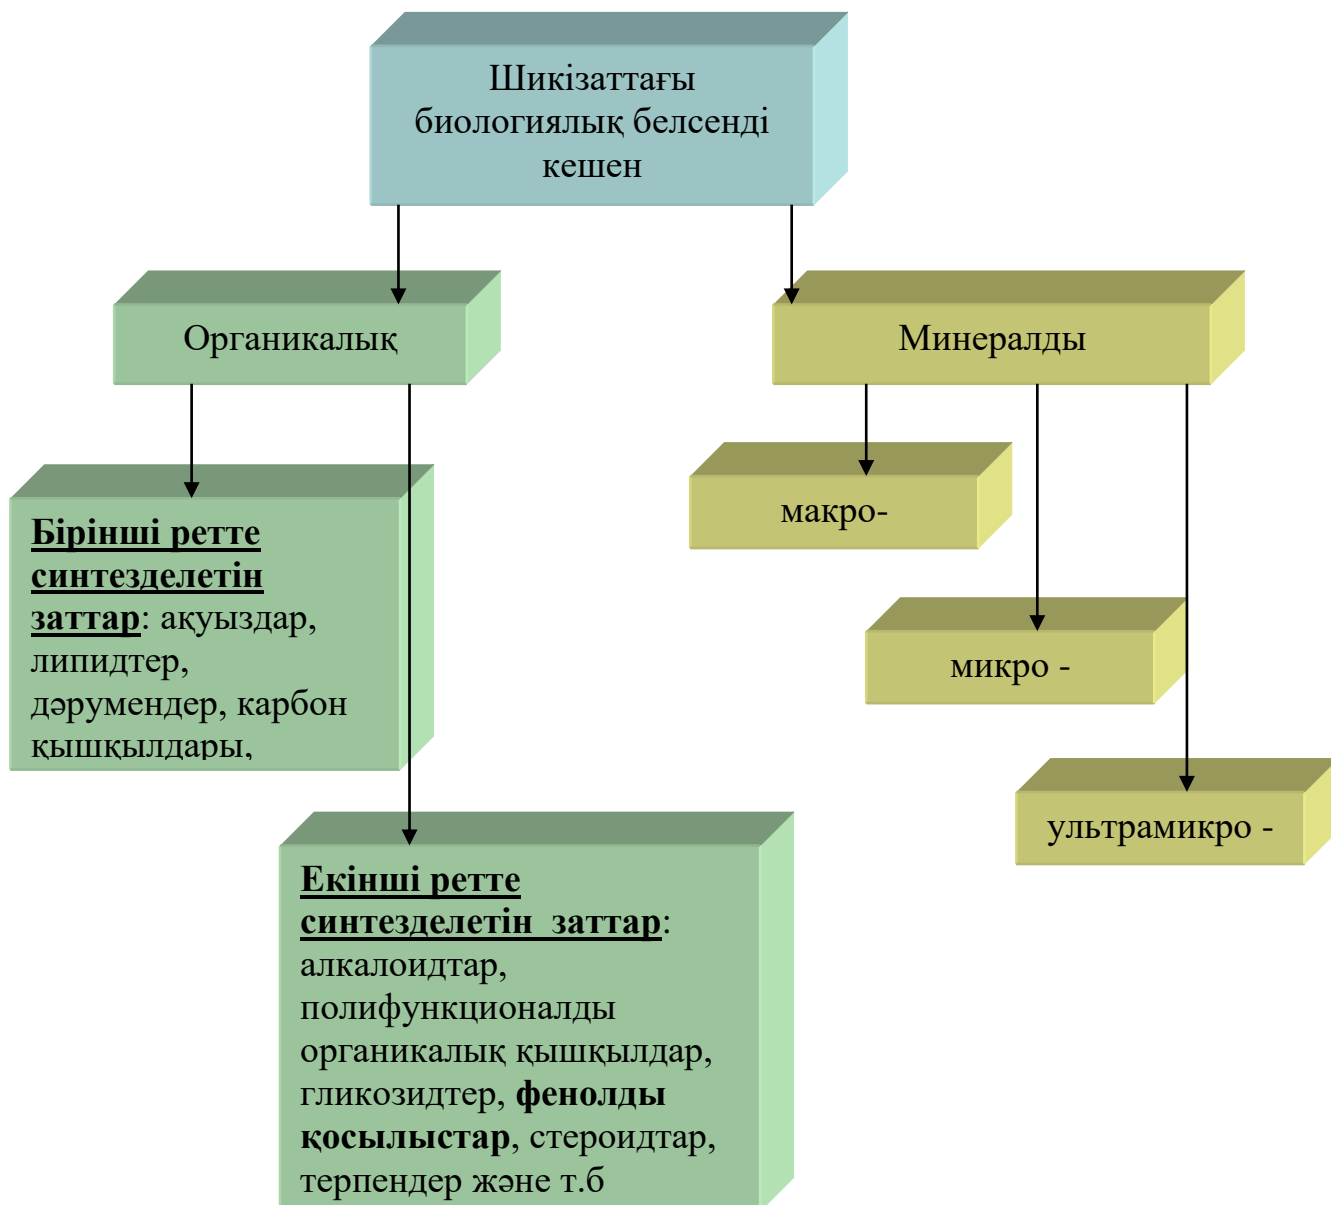 Шикізаттағы
биологиялық белсенді
кешен
Органикалық
Минералды
Бірінші ретте
синтезделетін
заттар: ақуыздар,
липидтер,
дәрумендер, карбон
қышқылдары,
макро-
микро -
ультрамикро -
Екінші ретте
синтезделетін  заттар:
алкалоидтар,
полифункционалды
органикалық қышқылдар,
гликозидтер, фенолды
қосылыстар, стероидтар,
терпендер және т.б